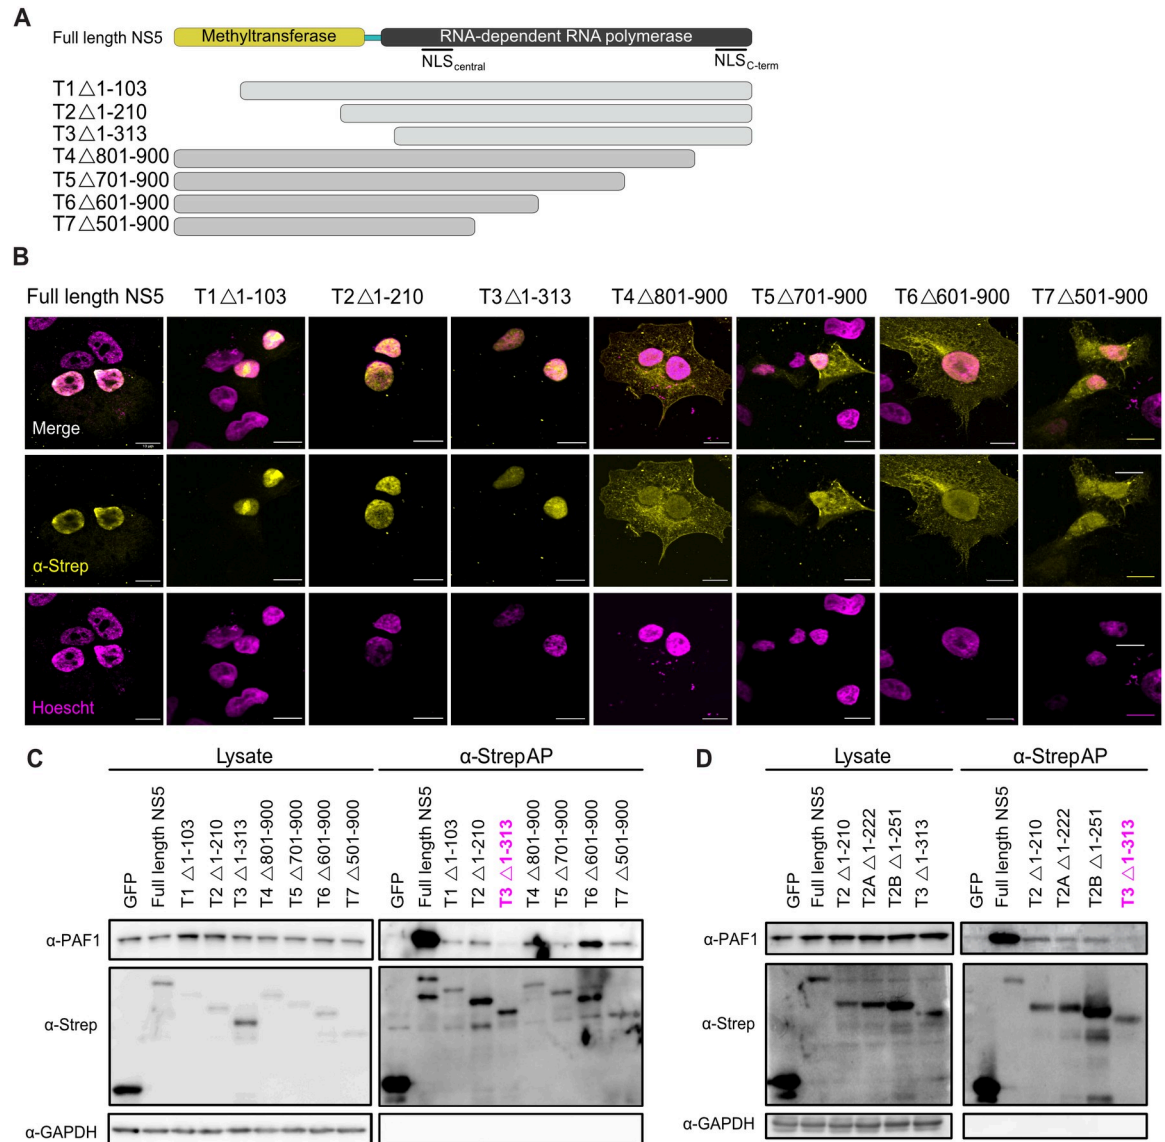 A
Full length NS5
Methyltransferase
RNA-dependent RNA polymerase
NLScentral
NLSC-term
T1 △1-103
T2 △1-210
T3 △1-313
T4 △801-900
T5 △701-900
T6 △601-900
T7 △501-900
B
Full length NS5 T1 △1-103 T2 △1-210 T3 △1-313 T4 △801-900 T5 △701-900 T6 △601-900 T7 △501-900
Merge
α-Strep
Hoescht
C
Lysate
α-StrepAP
GFP
Full length NS5
T1 △1-103
T2 △1-210
T3 △1-313
T4 △801-900
T5 △701-900
T6 △601-900
T7 △501-900
GFP
Full length NS5
T1 △1-103
T2 △1-210
T3 △1-313
T4 △801-900
T5 △701-900
T6 △601-900
T7 △501-900
α-PAF1
α-Strep
α-GAPDH
D
Lysate
α-StrepAP
GFP
Full length NS5
T2 △1-210
T2A △1-222
T2B △1-251
T3 △1-313
GFP
Full length NS5
T2 △1-210
T2A △1-222
T2B △1-251
T3 △1-313
α-PAF1
α-Strep
α-GAPDH